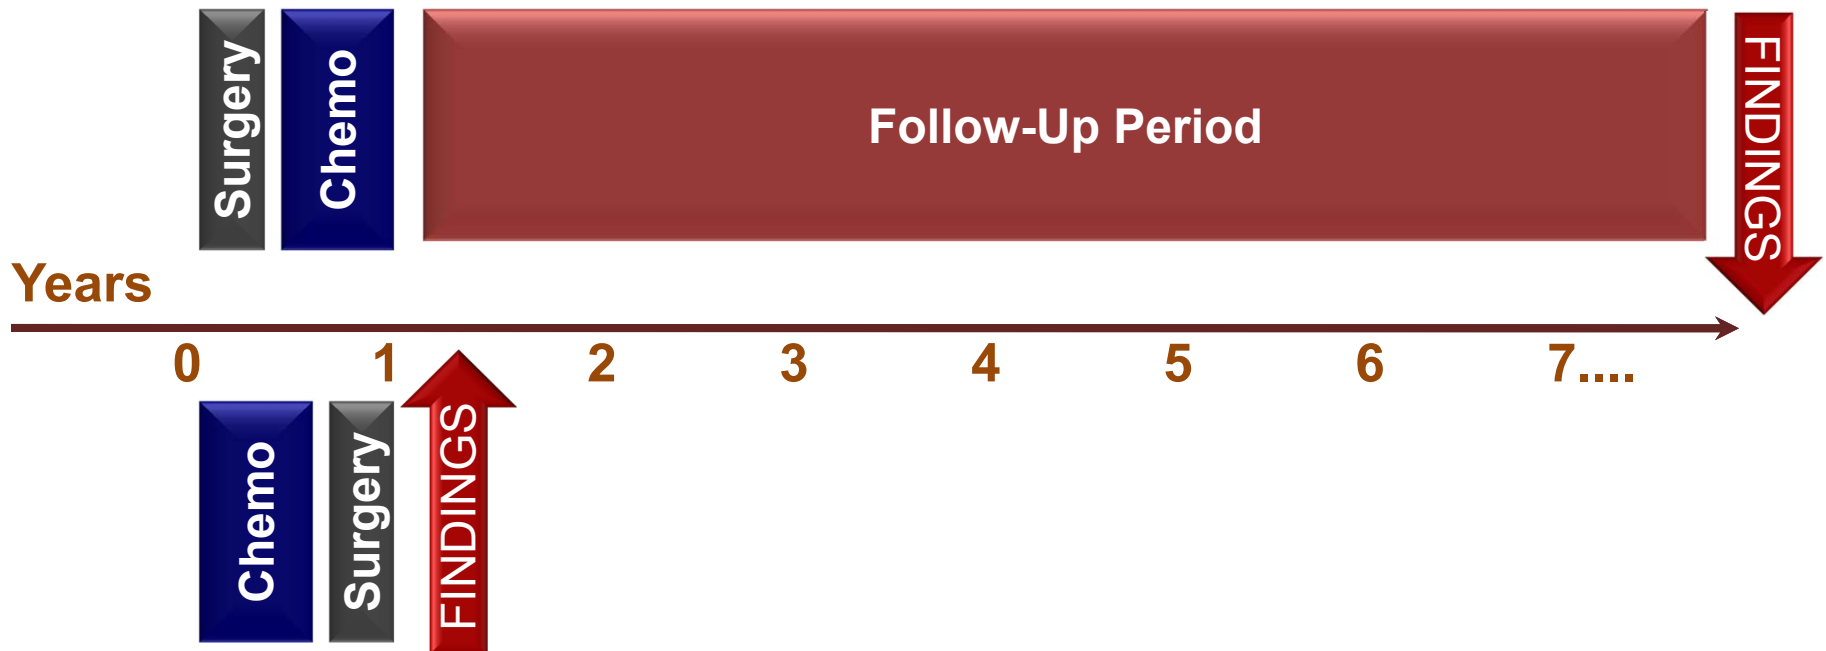 Surgery
Chemo
Follow-Up Period
FINDINGS
Years
0 1 2 3 4 5 6 7....
Chemo
Surgery
FINDINGS